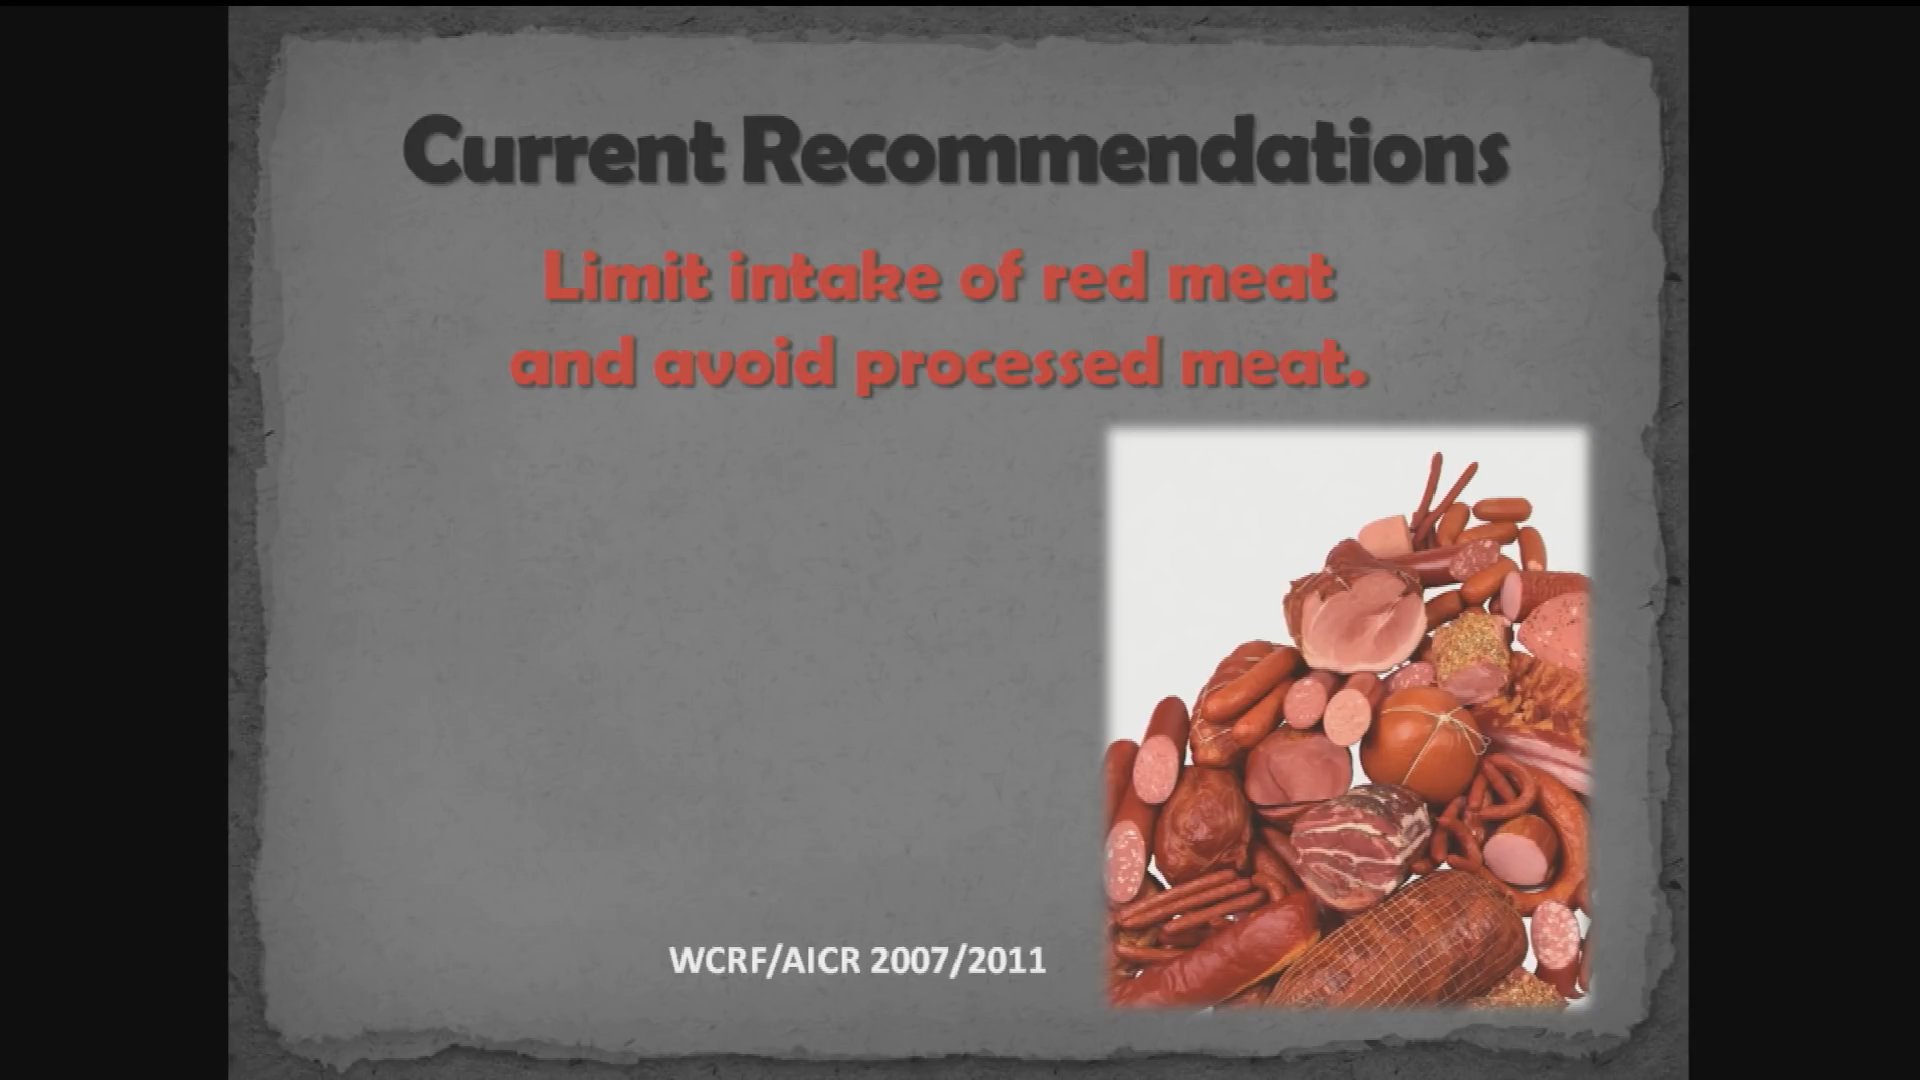 Current Recommendations
Limit intake of red meat
and avoid processed meat.
WCRF/AICR 2007/2011